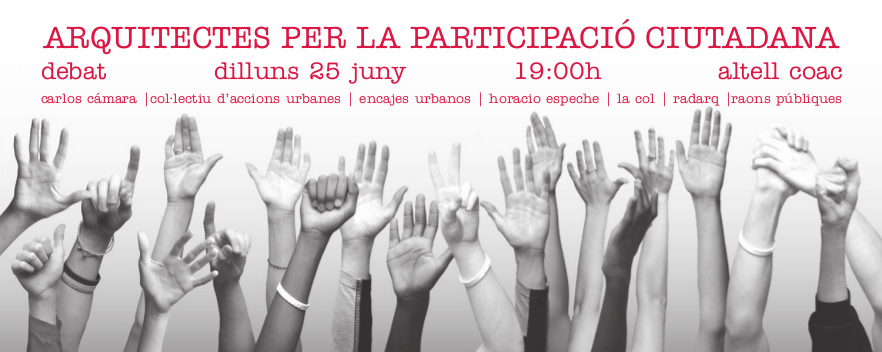 ARQUITECTES PER LA PARTICIPACIÓ CIUTADANA
debat dilluns 25 juny 19:00h altell coac
carlos cámara |col·lectiu d'accions urbanes | encajes urbanos | horacio espeche | la col | radarq |raons públiques